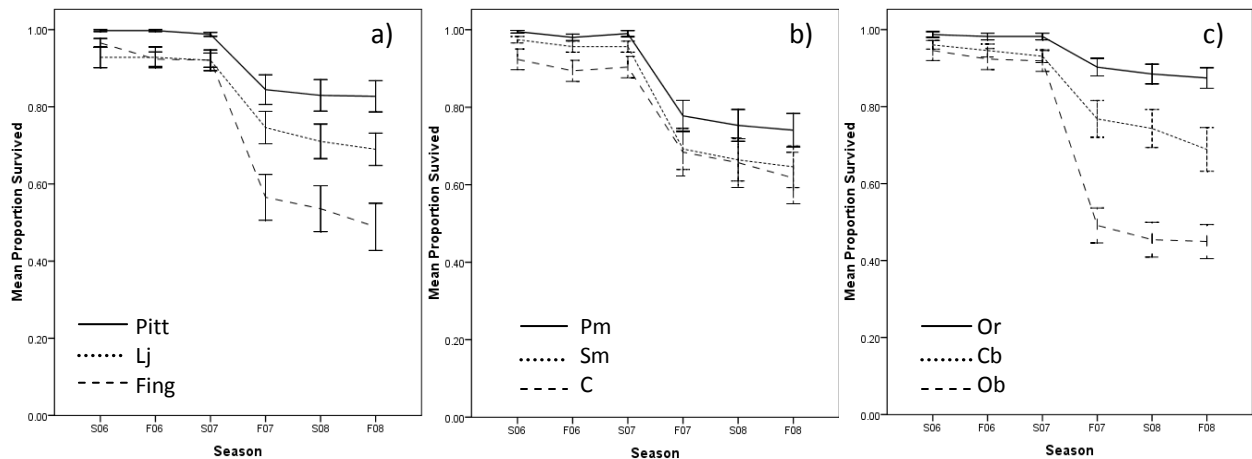 a)
Mean Proportion Survived
1.00
0.80
0.60
0.40
0.20
0.00
Pitt
Lj
Fing
S06 F06 S07 F07 S08 F08
Season
b)
Mean Proportion Survived
1.00
0.80
0.60
0.40
0.20
0.00
Pm
Sm
C
S06 F06 S07 F07 S08 F08
Season
c)
Mean Proportion Survived
1.00
0.80
0.60
0.40
0.20
0.00
Or
Cb
Ob
S06 F06 S07 F07 S08 F08
Season